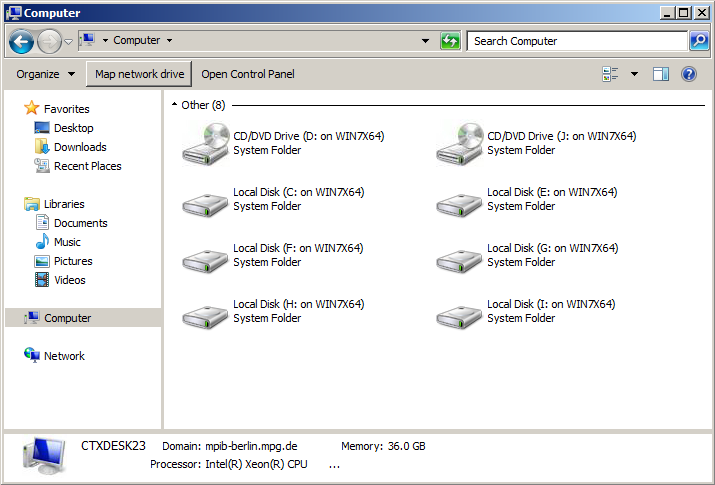 Computer
Computer
Search Computer
Organize Map network drive Open Control Panel
Favorites
Desktop
Downloads
Recent Places
Libraries
Documents
Music
Pictures
Videos
Computer
Network
Other (8)
CD/DVD Drive (D: on WIN7X64)
System Folder
CD/DVD Drive (J: on WIN7X64)
System Folder
Local Disk (C: on WIN7X64)
System Folder
Local Disk (E: on WIN7X64)
System Folder
Local Disk (F: on WIN7X64)
System Folder
Local Disk (G: on WIN7X64)
System Folder
Local Disk (H: on WIN7X64)
System Folder
Local Disk (I: on WIN7X64)
System Folder
CTXDESK23 Domain: mpib-berlin.mpg.de Memory: 36.0 GB
Processor: Intel(R) Xeon(R) CPU ...